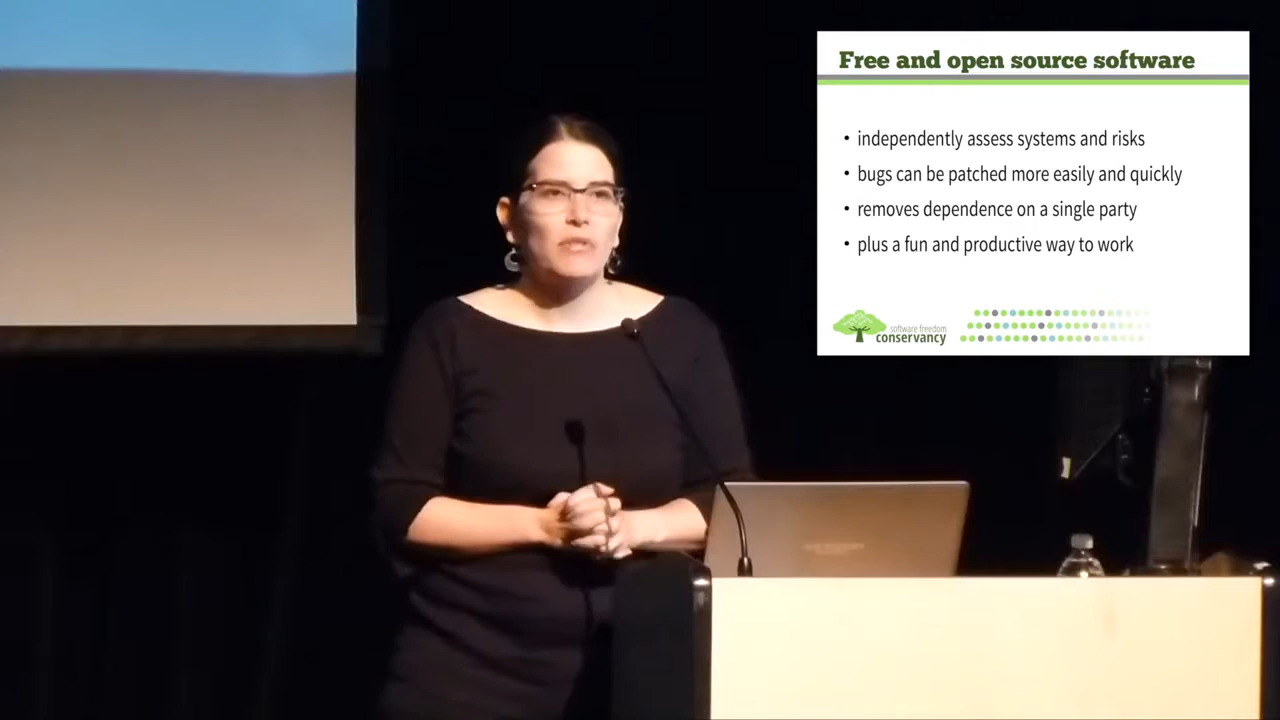 Free and open source software
• independently assess systems and risks
• bugs can be patched more easily and quickly
• removes dependence on a single party
• plus a fun and productive way to work
software freedom
conservancy